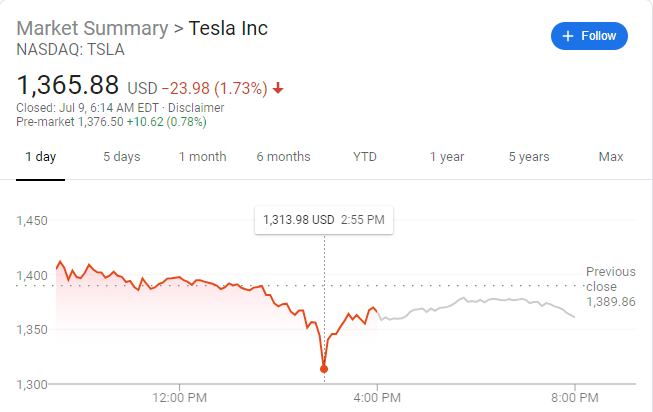 Market Summary > Tesla Inc
NASDAQ: TSLA
+ Follow
1,365.88 USD −23.98 (1.73%)
Closed: Jul 9, 6:14 AM EDT · Disclaimer
Pre-market 1,376.50 +10.62 (0.78%)
1 day 5 days 1 month 6 months YTD 1 year 5 years Max
1,313.98 USD 2:55 PM
1,450
1,400
Previous
close
1,389.86
1,350
1,300
12:00 PM 4:00 PM 8:00 PM